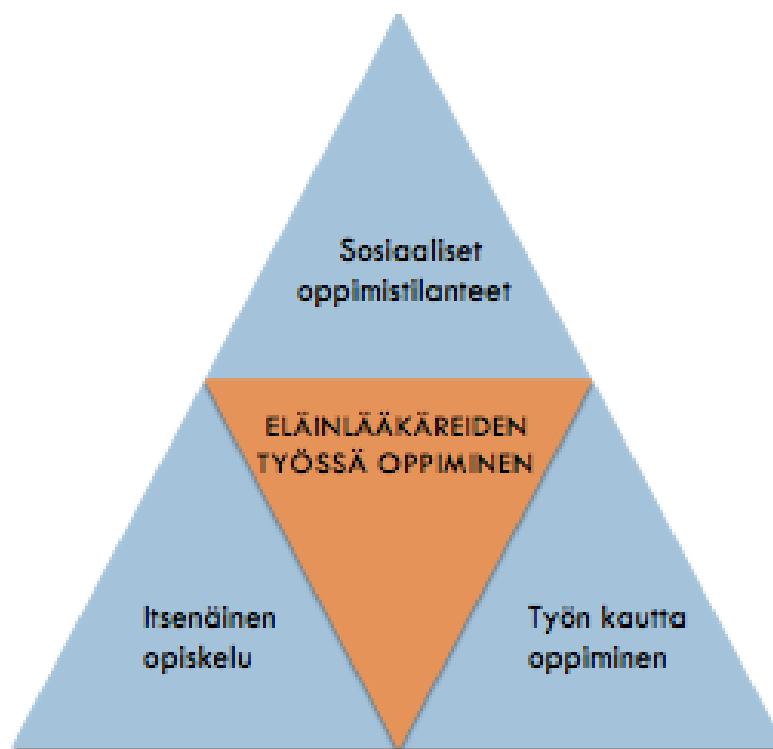 Sosiaaliset
oppimistilanteet
ELÄINLÄÄKÄREIDEN
TYÖSSÄ OPPIMINEN
Itsenäinen
opiskelu
Työn kautta
oppiminen